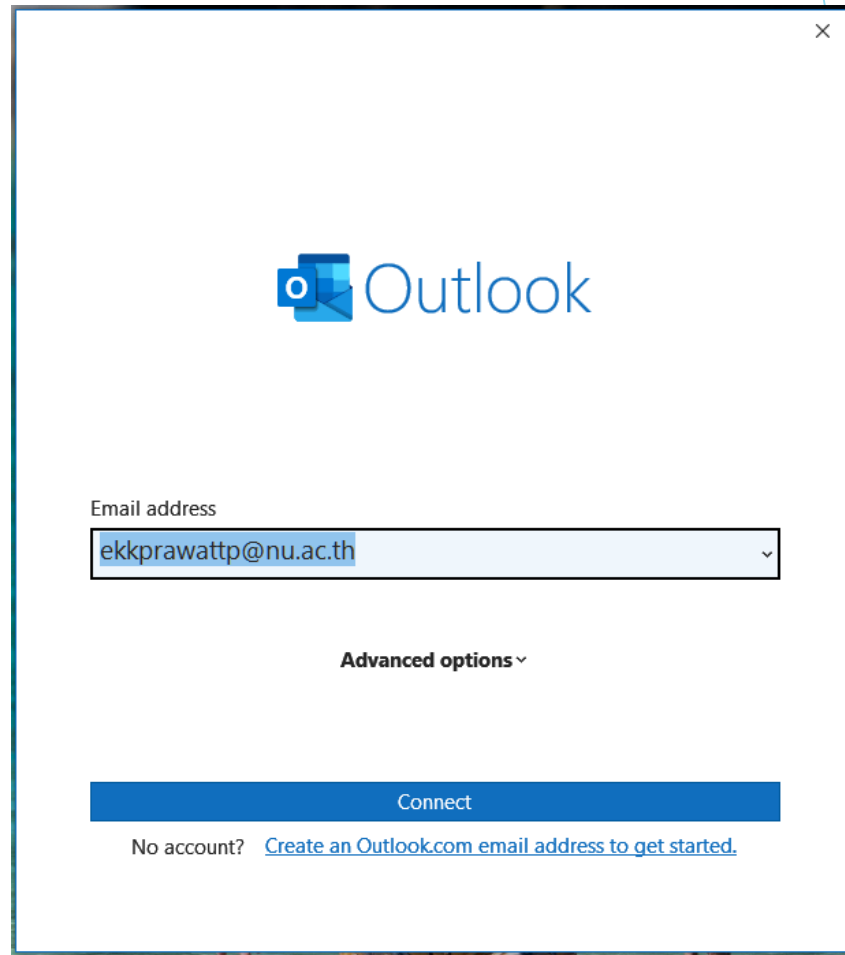 Outlook
Email address
ekkprawattp@nu.ac.th
Advanced options
Connect
No account? Create an Outlook.com email address to get started.